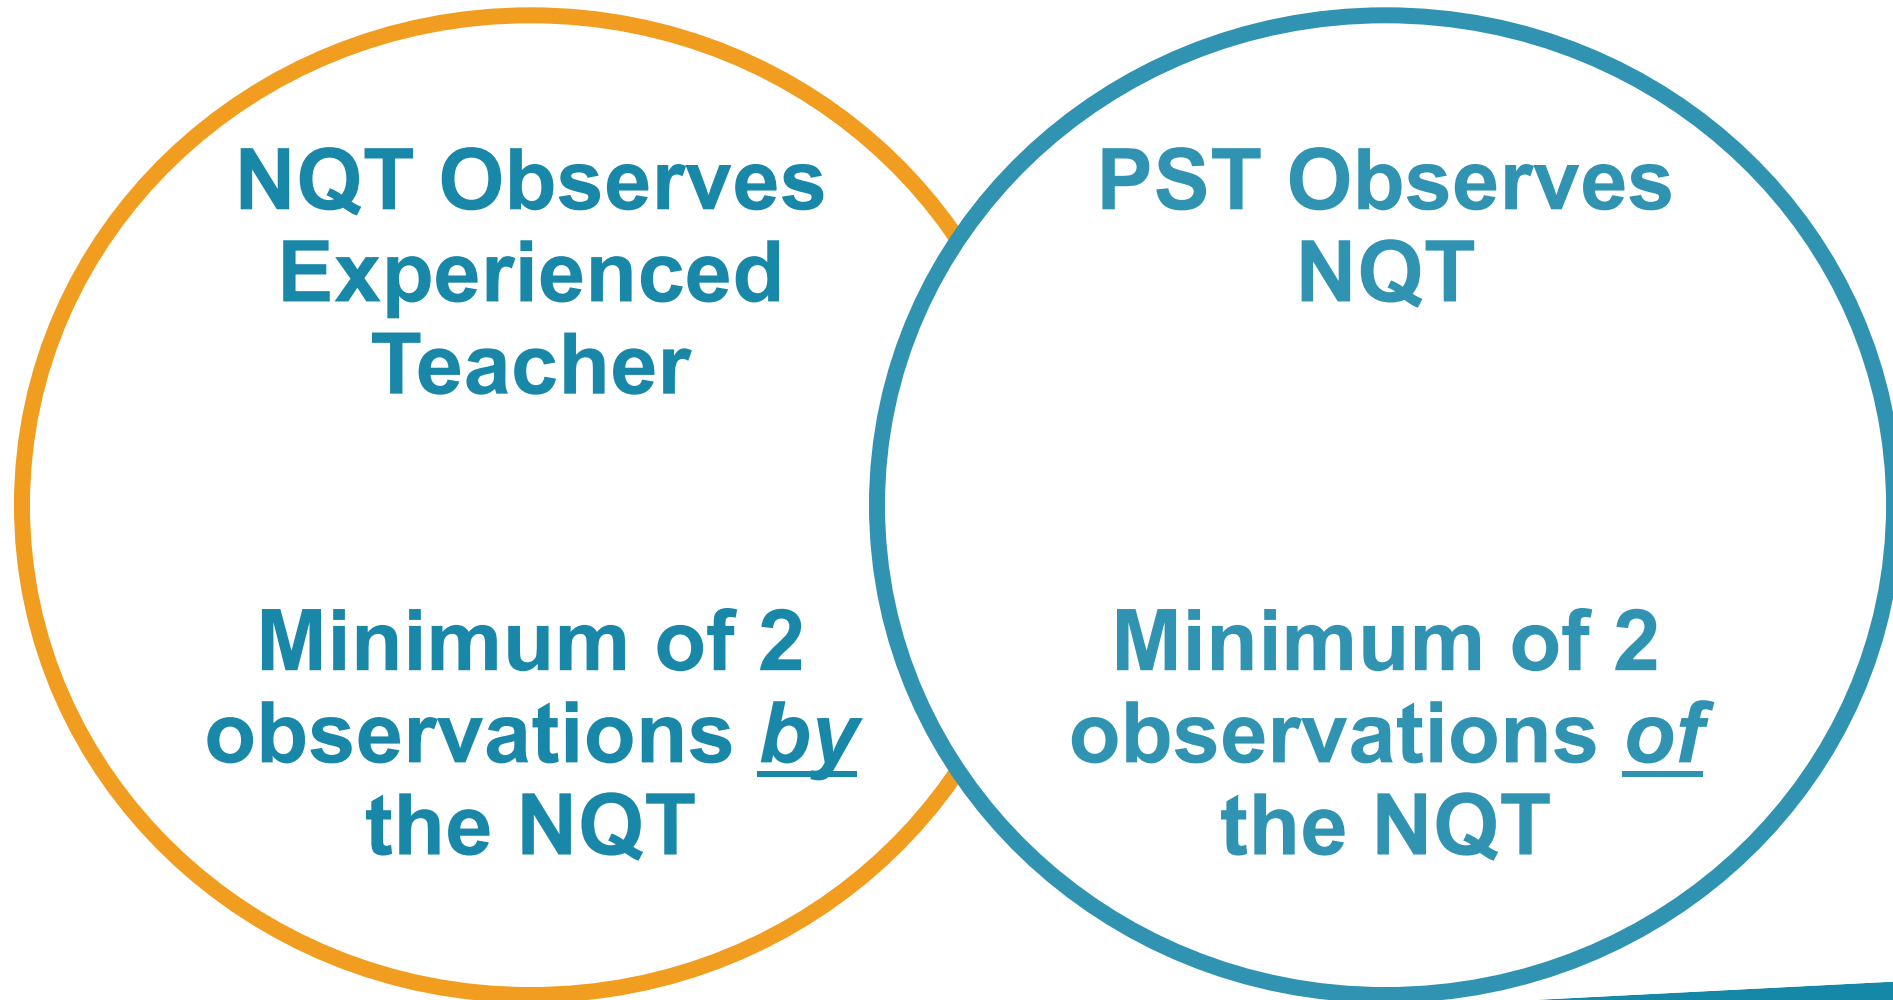 NQT Observes
Experienced
Teacher
Minimum of 2
observations by
the NQT
PST Observes
NQT
Minimum of 2
observations of
the NQT